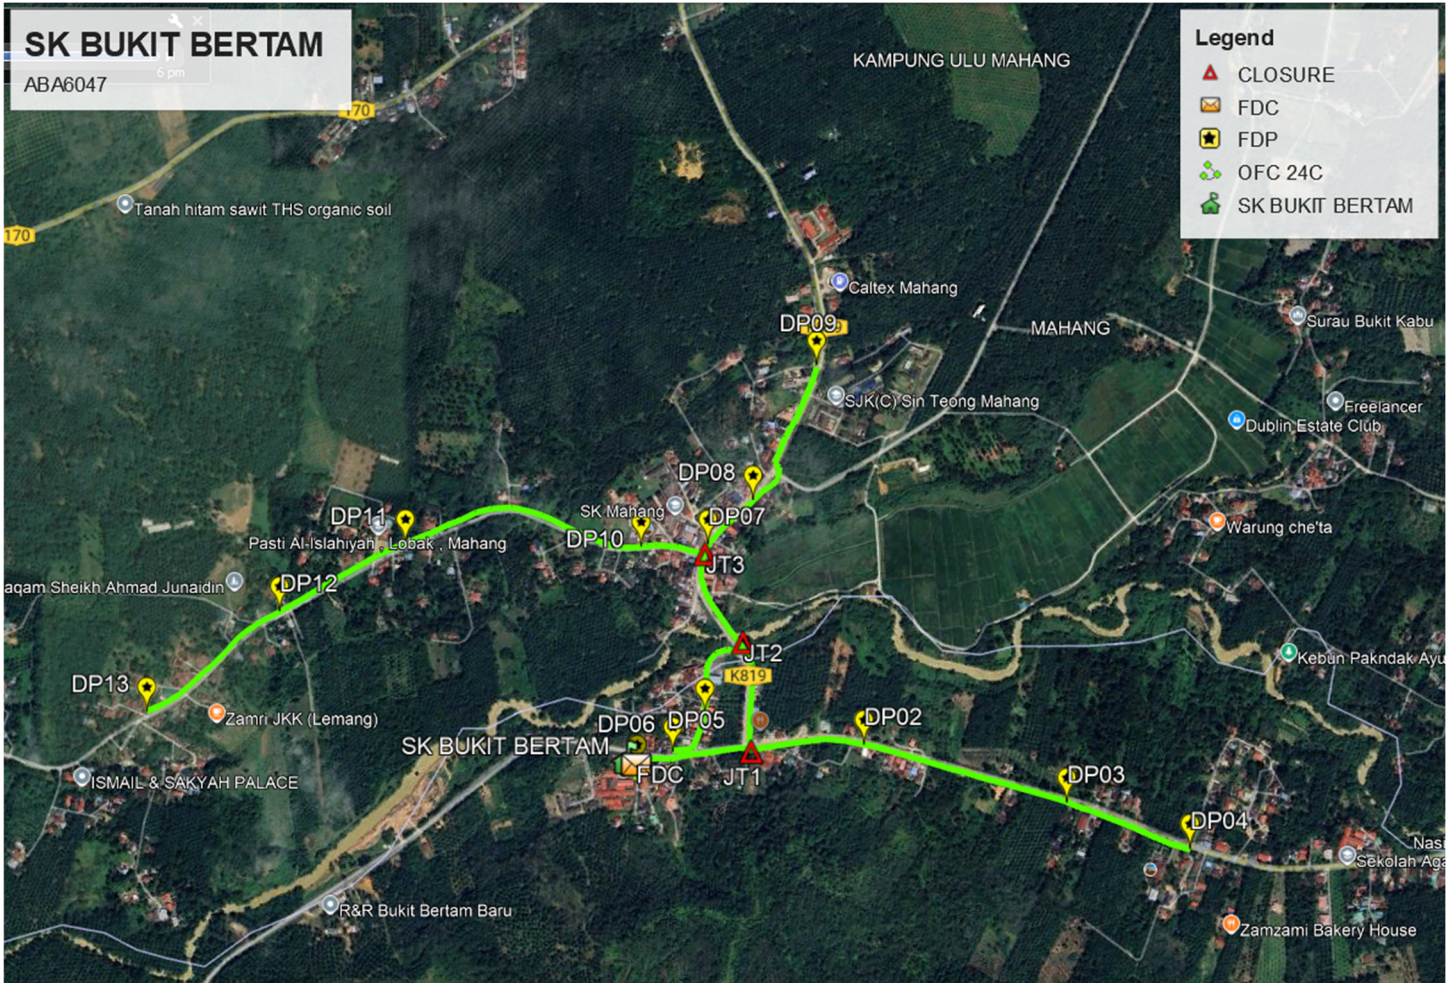 SK BUKIT BERTAM
6 pm
ABA6047
Legend
CLOSURE
FDC
FDP
OFC 24C
SK BUKIT BERTAM
KAMPUNG ULU MAHANG
170
Tanah hitam sawit THS organic soil
170
Caltex Mahang
DP09
MAHANG
Surau Bukit Kabu
SJK(C) Sin Teong Mahang
Freelancer
Dublin Estate Club
DP08
SK Mahang
DP07
DP11
Warung che'ta
DP10
Pasti Al-Islahiyah , Lobak , Mahang
JT3
aqam Sheikh Ahmad Junaidin
DP12
JT2
Kebun Pakndak Ayu
K819
DP13
Zamri JKK (Lemang)
DP06
DP05
DP02
SK BUKIT BERTAM
FDC
JT1
DP03
ISMAIL & SAKYAH PALACE
DP04
Nasi
Sekolah Aga
R&R Bukit Bertam Baru
Zamzami Bakery House